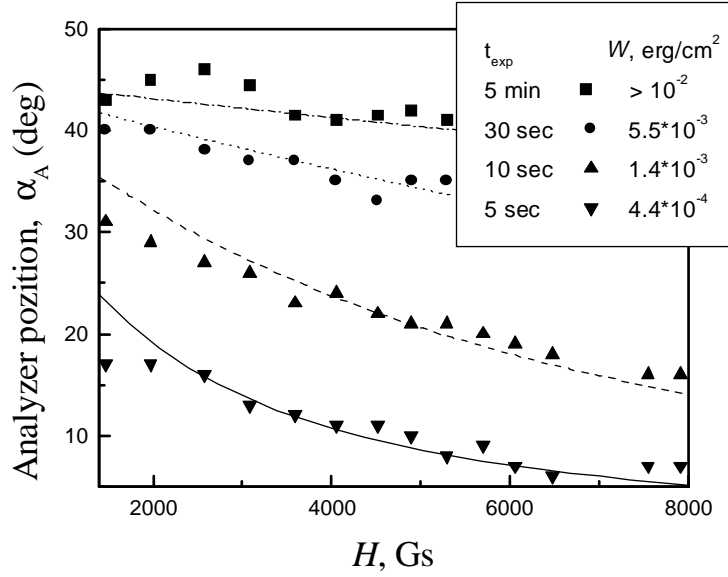 50
40
30
20
10
Analyzer pozition, α_A (deg)
2000 4000 6000 8000
H, Gs
t_exp W, erg/cm²
5 min ■ > 10⁻²
30 sec ● 5.5*10⁻³
10 sec ▲ 1.4*10⁻³
5 sec ▼ 4.4*10⁻⁴